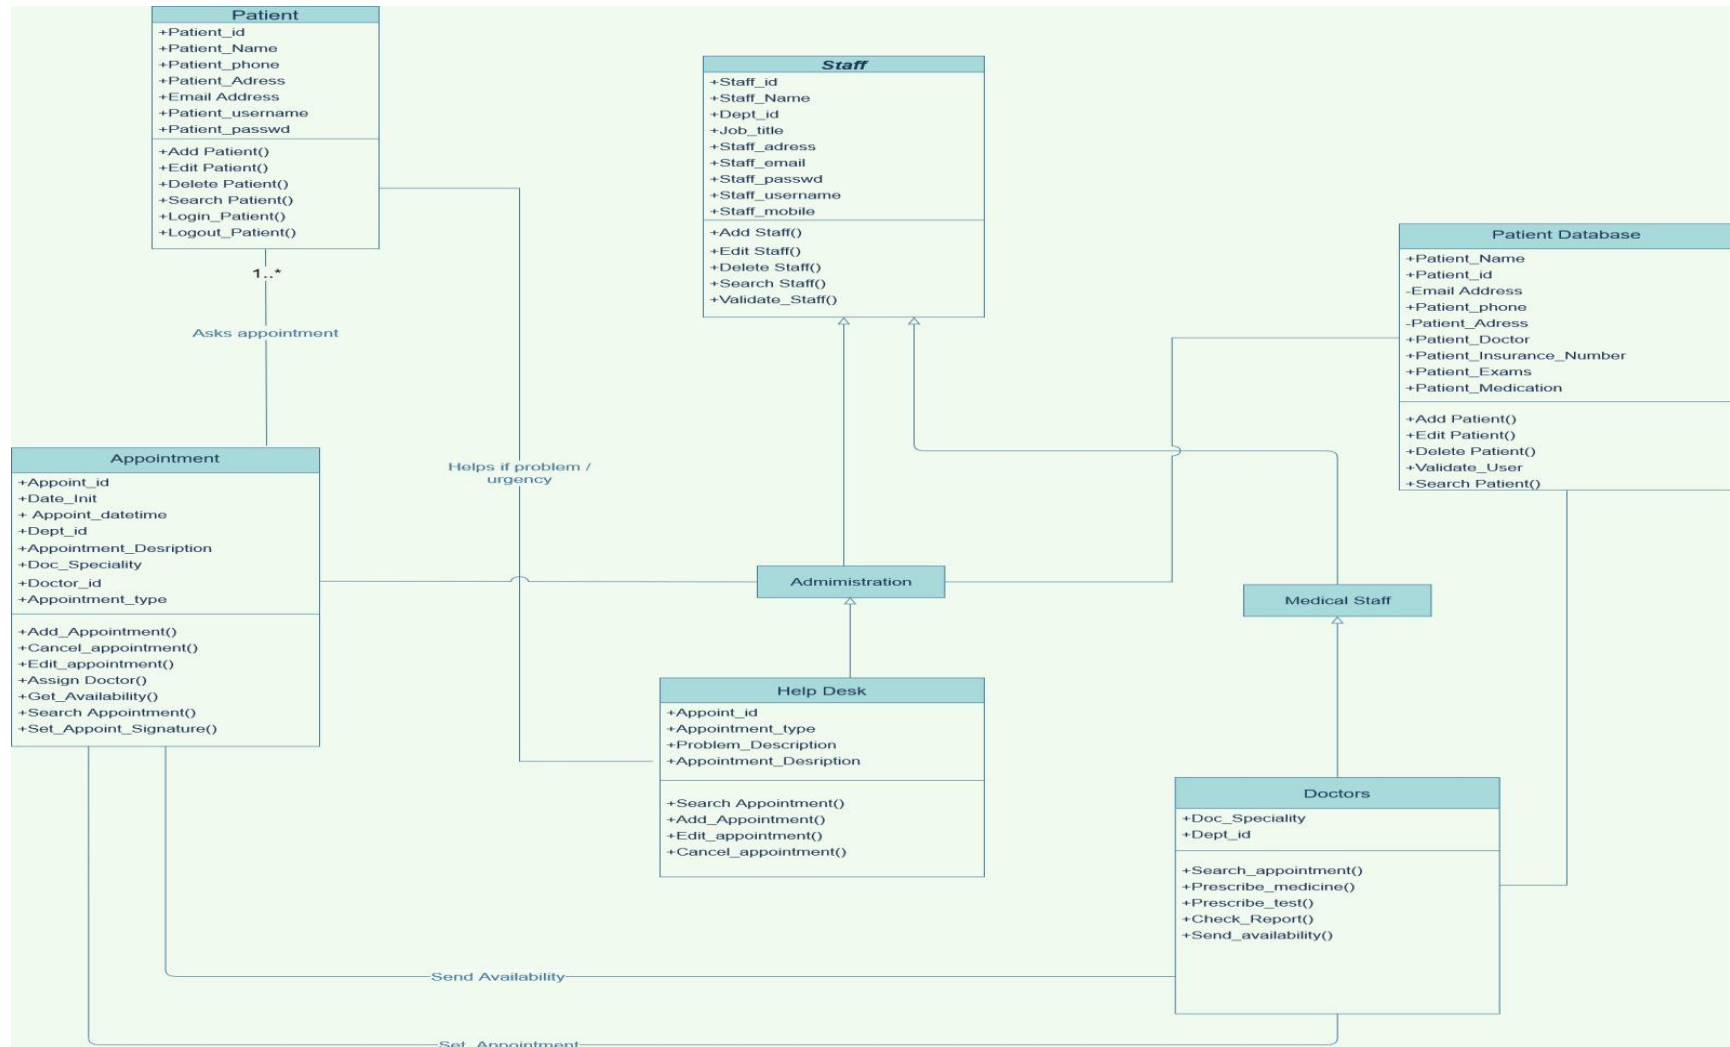 Patient
+Patient_id
+Patient_Name
+Patient_phone
+Patient_Adress
+Email Address
+Patient_username
+Patient_passwd
+Add Patient()
+Edit Patient()
+Delete Patient()
+Search Patient()
+Login_Patient()
+Logout_Patient()
1..*
Asks appointment
Staff
+Staff_id
+Staff_Name
+Dept_id
+Job_title
+Staff_adress
+Staff_email
+Staff_passwd
+Staff_username
+Staff_mobile
+Add Staff()
+Edit Staff()
+Delete Staff()
+Search Staff()
+Validate_Staff()
Patient Database
+Patient_Name
+Patient_id
-Email Address
+Patient_phone
-Patient_Adress
+Patient_Doctor
+Patient_Insurance_Number
+Patient_Exams
+Patient_Medication
+Add Patient()
+Edit Patient()
+Delete Patient()
+Validate_User
+Search Patient()
Appointment
+Appoint_id
+Date_Init
+ Appoint_datetime
+Dept_id
+Appointment_Desription
+Doc_Speciality
+Doctor_id
+Appointment_type
+Add_Appointment()
+Cancel_appointment()
+Edit_appointment()
+Assign Doctor()
+Get_Availability()
+Search Appointment()
+Set_Appoint_Signature()
Helps if problem /
urgency
Admimistration
Medical Staff
Help Desk
+Appoint_id
+Appointment_type
+Problem_Description
+Appointment_Desription
+Search Appointment()
+Add_Appointment()
+Edit_appointment()
+Cancel_appointment()
Doctors
+Doc_Speciality
+Dept_id
+Search_appointment()
+Prescribe_medicine()
+Prescribe_test()
+Check_Report()
+Send_availability()
Send Availability
Set_Appointment